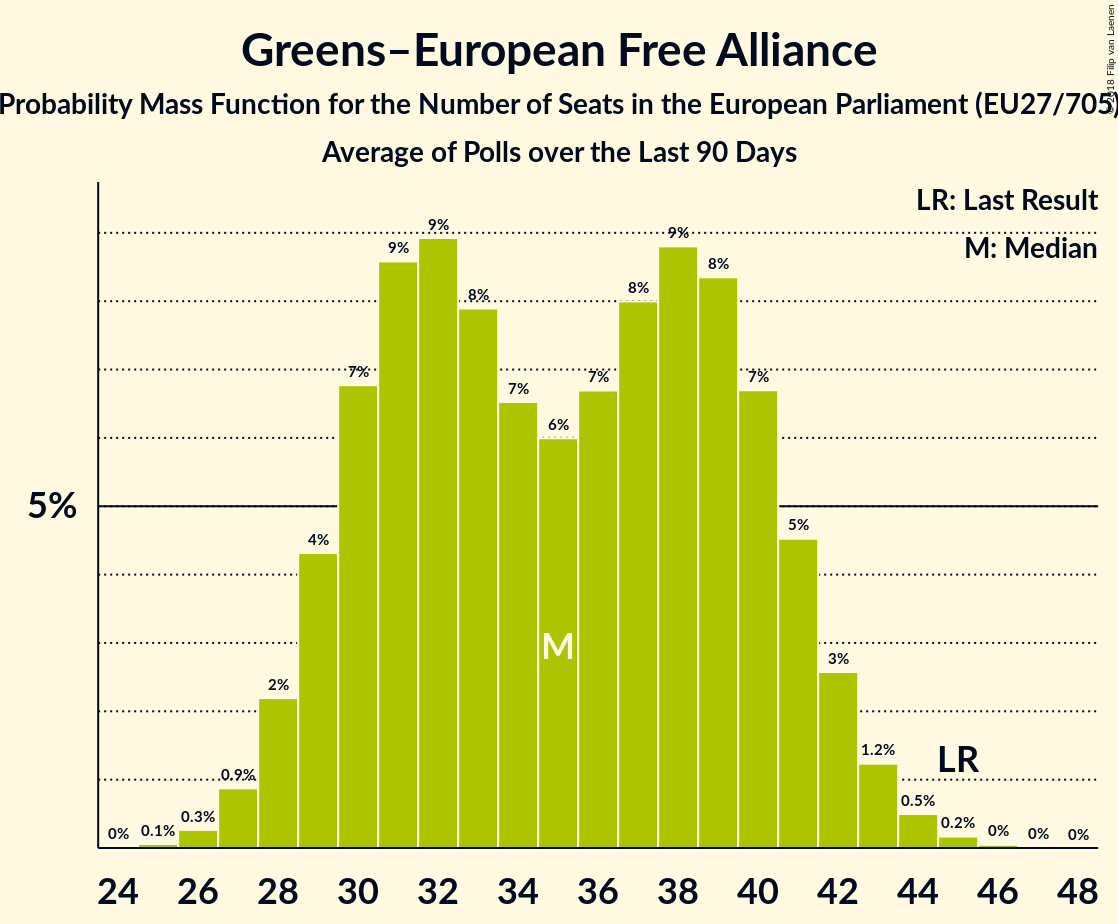 Greens–European Free Alliance
Probability Mass Function for the Number of Seats in the European Parliament (EU27/705)
Average of Polls over the Last 90 Days
© 2018 Filip van Laenen
LR: Last Result
M: Median
5%
0%
0.1%
0.3%
0.9%
2%
4%
7%
9%
9%
8%
7%
6%
7%
8%
9%
8%
7%
5%
3%
1.2%
0.5%
0.2%
0%
0%
0%
M
LR
24 26 28 30 32 34 36 38 40 42 44 46 48